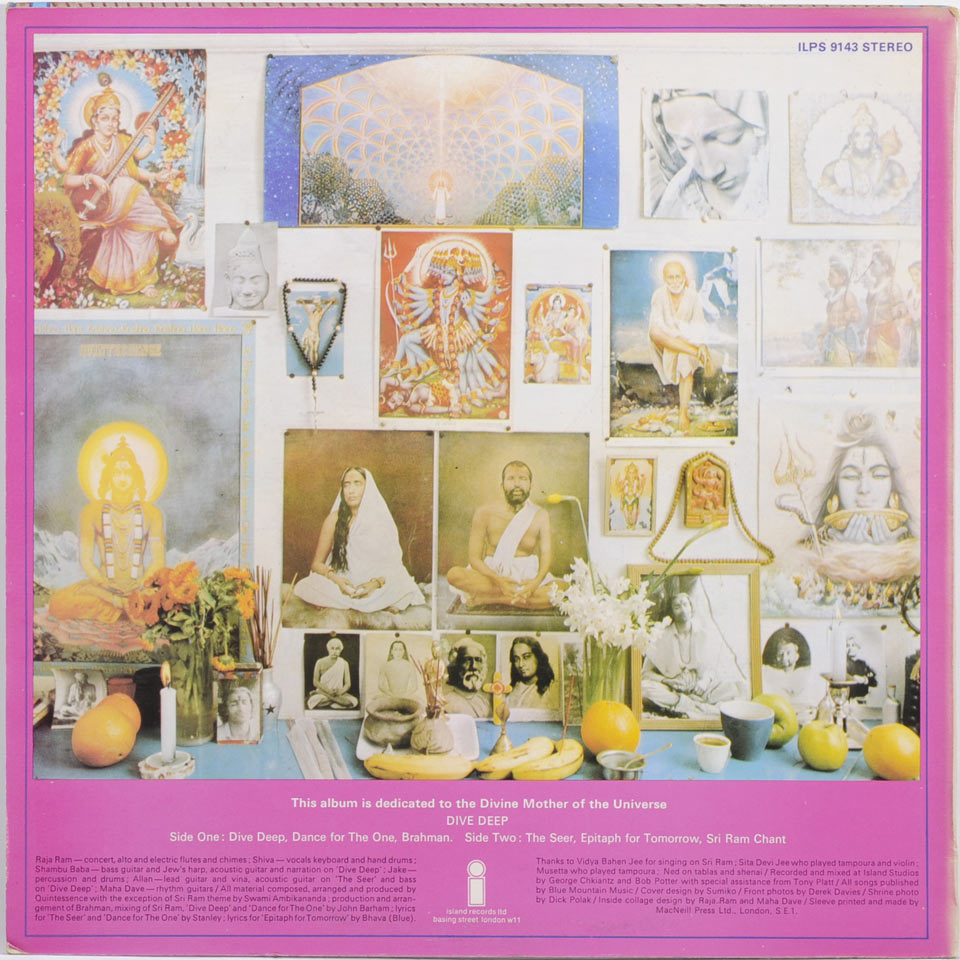 ILPS 9143 STEREO
QUINTESSENCE
This album is dedicated to the Divine Mother of the Universe
DIVE DEEP
Side One : Dive Deep, Dance for The One, Brahman. Side Two : The Seer, Epitaph for Tomorrow, Sri Ram Chant
Raja Ram — concert, alto and electric flutes and chimes ; Shiva — vocals keyboard and hand drums ;
Shambu Baba — bass guitar and Jew's harp, acoustic guitar and narration on 'Dive Deep' ; Jake —
percussion and drums ; Allan — lead guitar and vina, acoustic guitar on 'The Seer' and bass
on 'Dive Deep' ; Maha Dave — rhythm guitars / All material composed, arranged and produced by
Quintessence with the exception of Sri Ram theme by Swami Ambikananda ; production and arran-
gement of Brahman, mixing of Sri Ram, 'Dive Deep' and 'Dance for The One' by John Barham ; lyrics
for 'The Seer' and 'Dance for The One' by Stanley ; lyrics for 'Epitaph for Tomorrow' by Bhava (Blue).
i
island records ltd
basing street london w11
Thanks to Vidya Bahen Jee for singing on Sri Ram ; Sita Devi Jee who played tampoura and violin ;
Musetta who played tampoura ; Ned on tablas and shenai / Recorded and mixed at Island Studios
by George Chkiantz and Bob Potter with special assistance from Tony Platt / All songs published
by Blue Mountain Music / Cover design by Sumiko / Front photos by Derek Davies / Shrine photo
by Dick Polak / Inside collage design by Raja Ram and Maha Dave / Sleeve printed and made by
MacNeill Press Ltd., London, S.E.1.